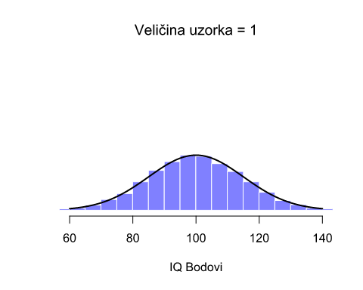 Veličina uzorka = 1
60 80 100 120 140
IQ Bodovi